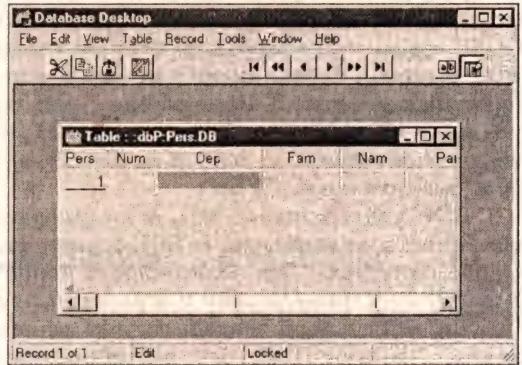 Database Desktop
File Edit View Table Record Tools Window Help
Table : :dbP:Pers.DB
Pers Num Dep Fam Nam Par
1
Record 1 of 1 Edit Locked